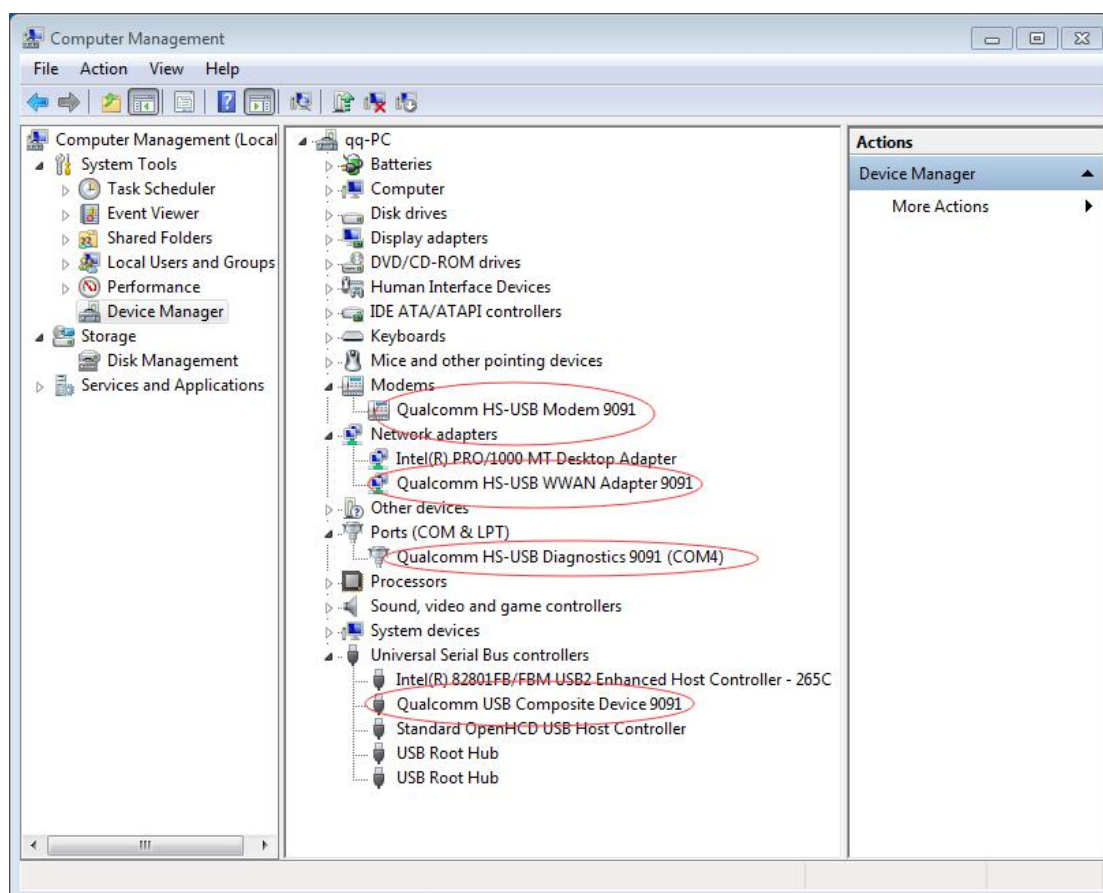 Computer Management
File Action View Help
Computer Management (Local
System Tools
Task Scheduler
Event Viewer
Shared Folders
Local Users and Groups
Performance
Device Manager
Storage
Disk Management
Services and Applications
qq-PC
Batteries
Computer
Disk drives
Display adapters
DVD/CD-ROM drives
Human Interface Devices
IDE ATA/ATAPI controllers
Keyboards
Mice and other pointing devices
Modems
Qualcomm HS-USB Modem 9091
Network adapters
Intel(R) PRO/1000 MT Desktop Adapter
Qualcomm HS-USB WWAN Adapter 9091
Other devices
Ports (COM & LPT)
Qualcomm HS-USB Diagnostics 9091 (COM4)
Processors
Sound, video and game controllers
System devices
Universal Serial Bus controllers
Intel(R) 82801FB/FBM USB2 Enhanced Host Controller - 265C
Qualcomm USB Composite Device 9091
Standard OpenHCD USB Host Controller
USB Root Hub
USB Root Hub
Actions
Device Manager
More Actions